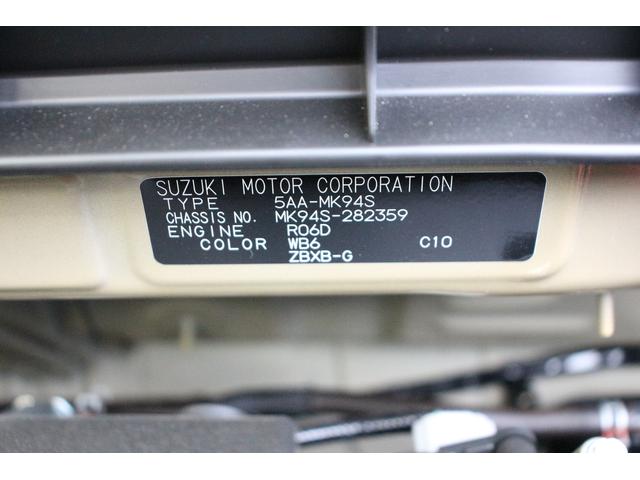 SUZUKI MOTOR CORPORATION
TYPE 5AA-MK94S
CHASSIS NO. MK94S-282359
ENGINE R06D
COLOR WB6 C10
ZBXB-G